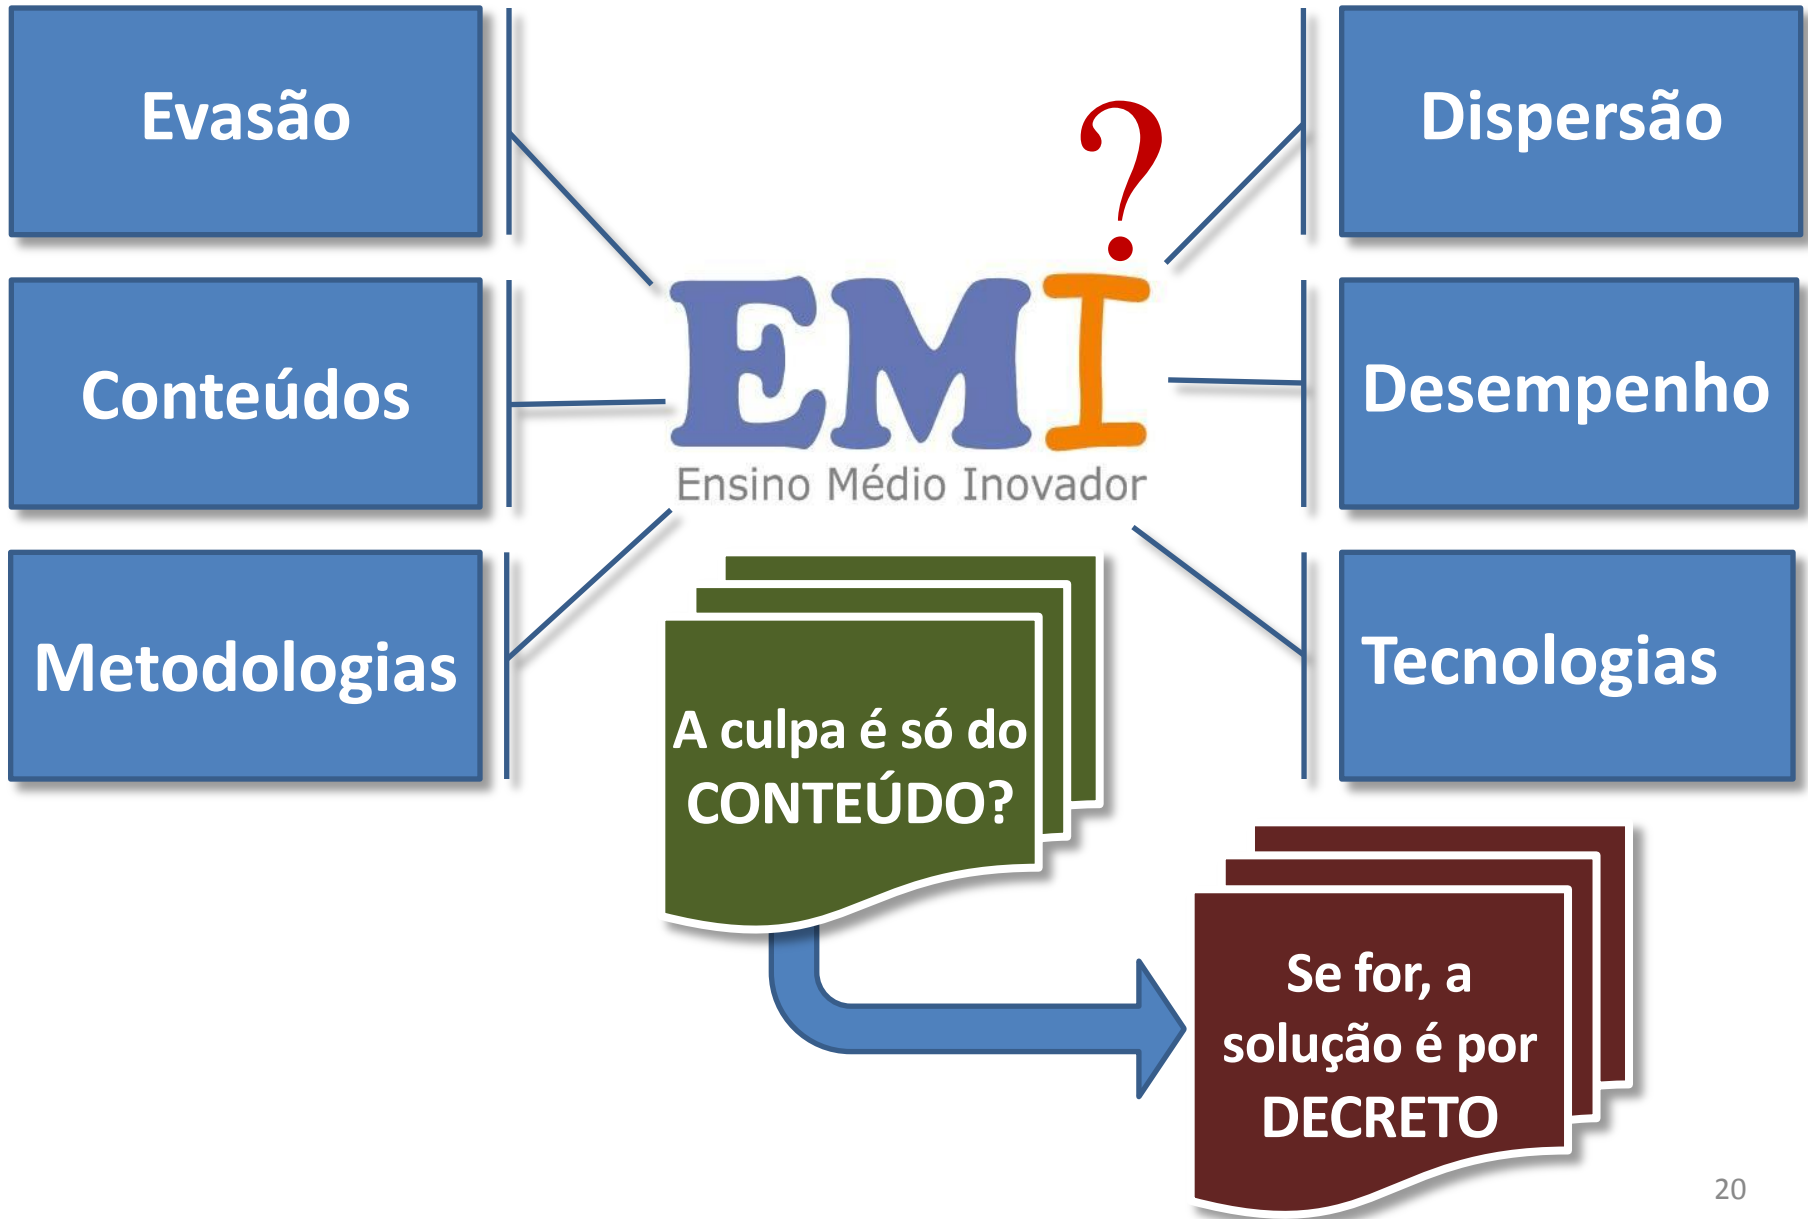 Evasão
Conteúdos
Metodologias
?
EMI
Ensino Médio Inovador
Dispersão
Desempenho
Tecnologias
A culpa é só do
CONTEÚDO?
Se for, a
solução é por
DECRETO
20